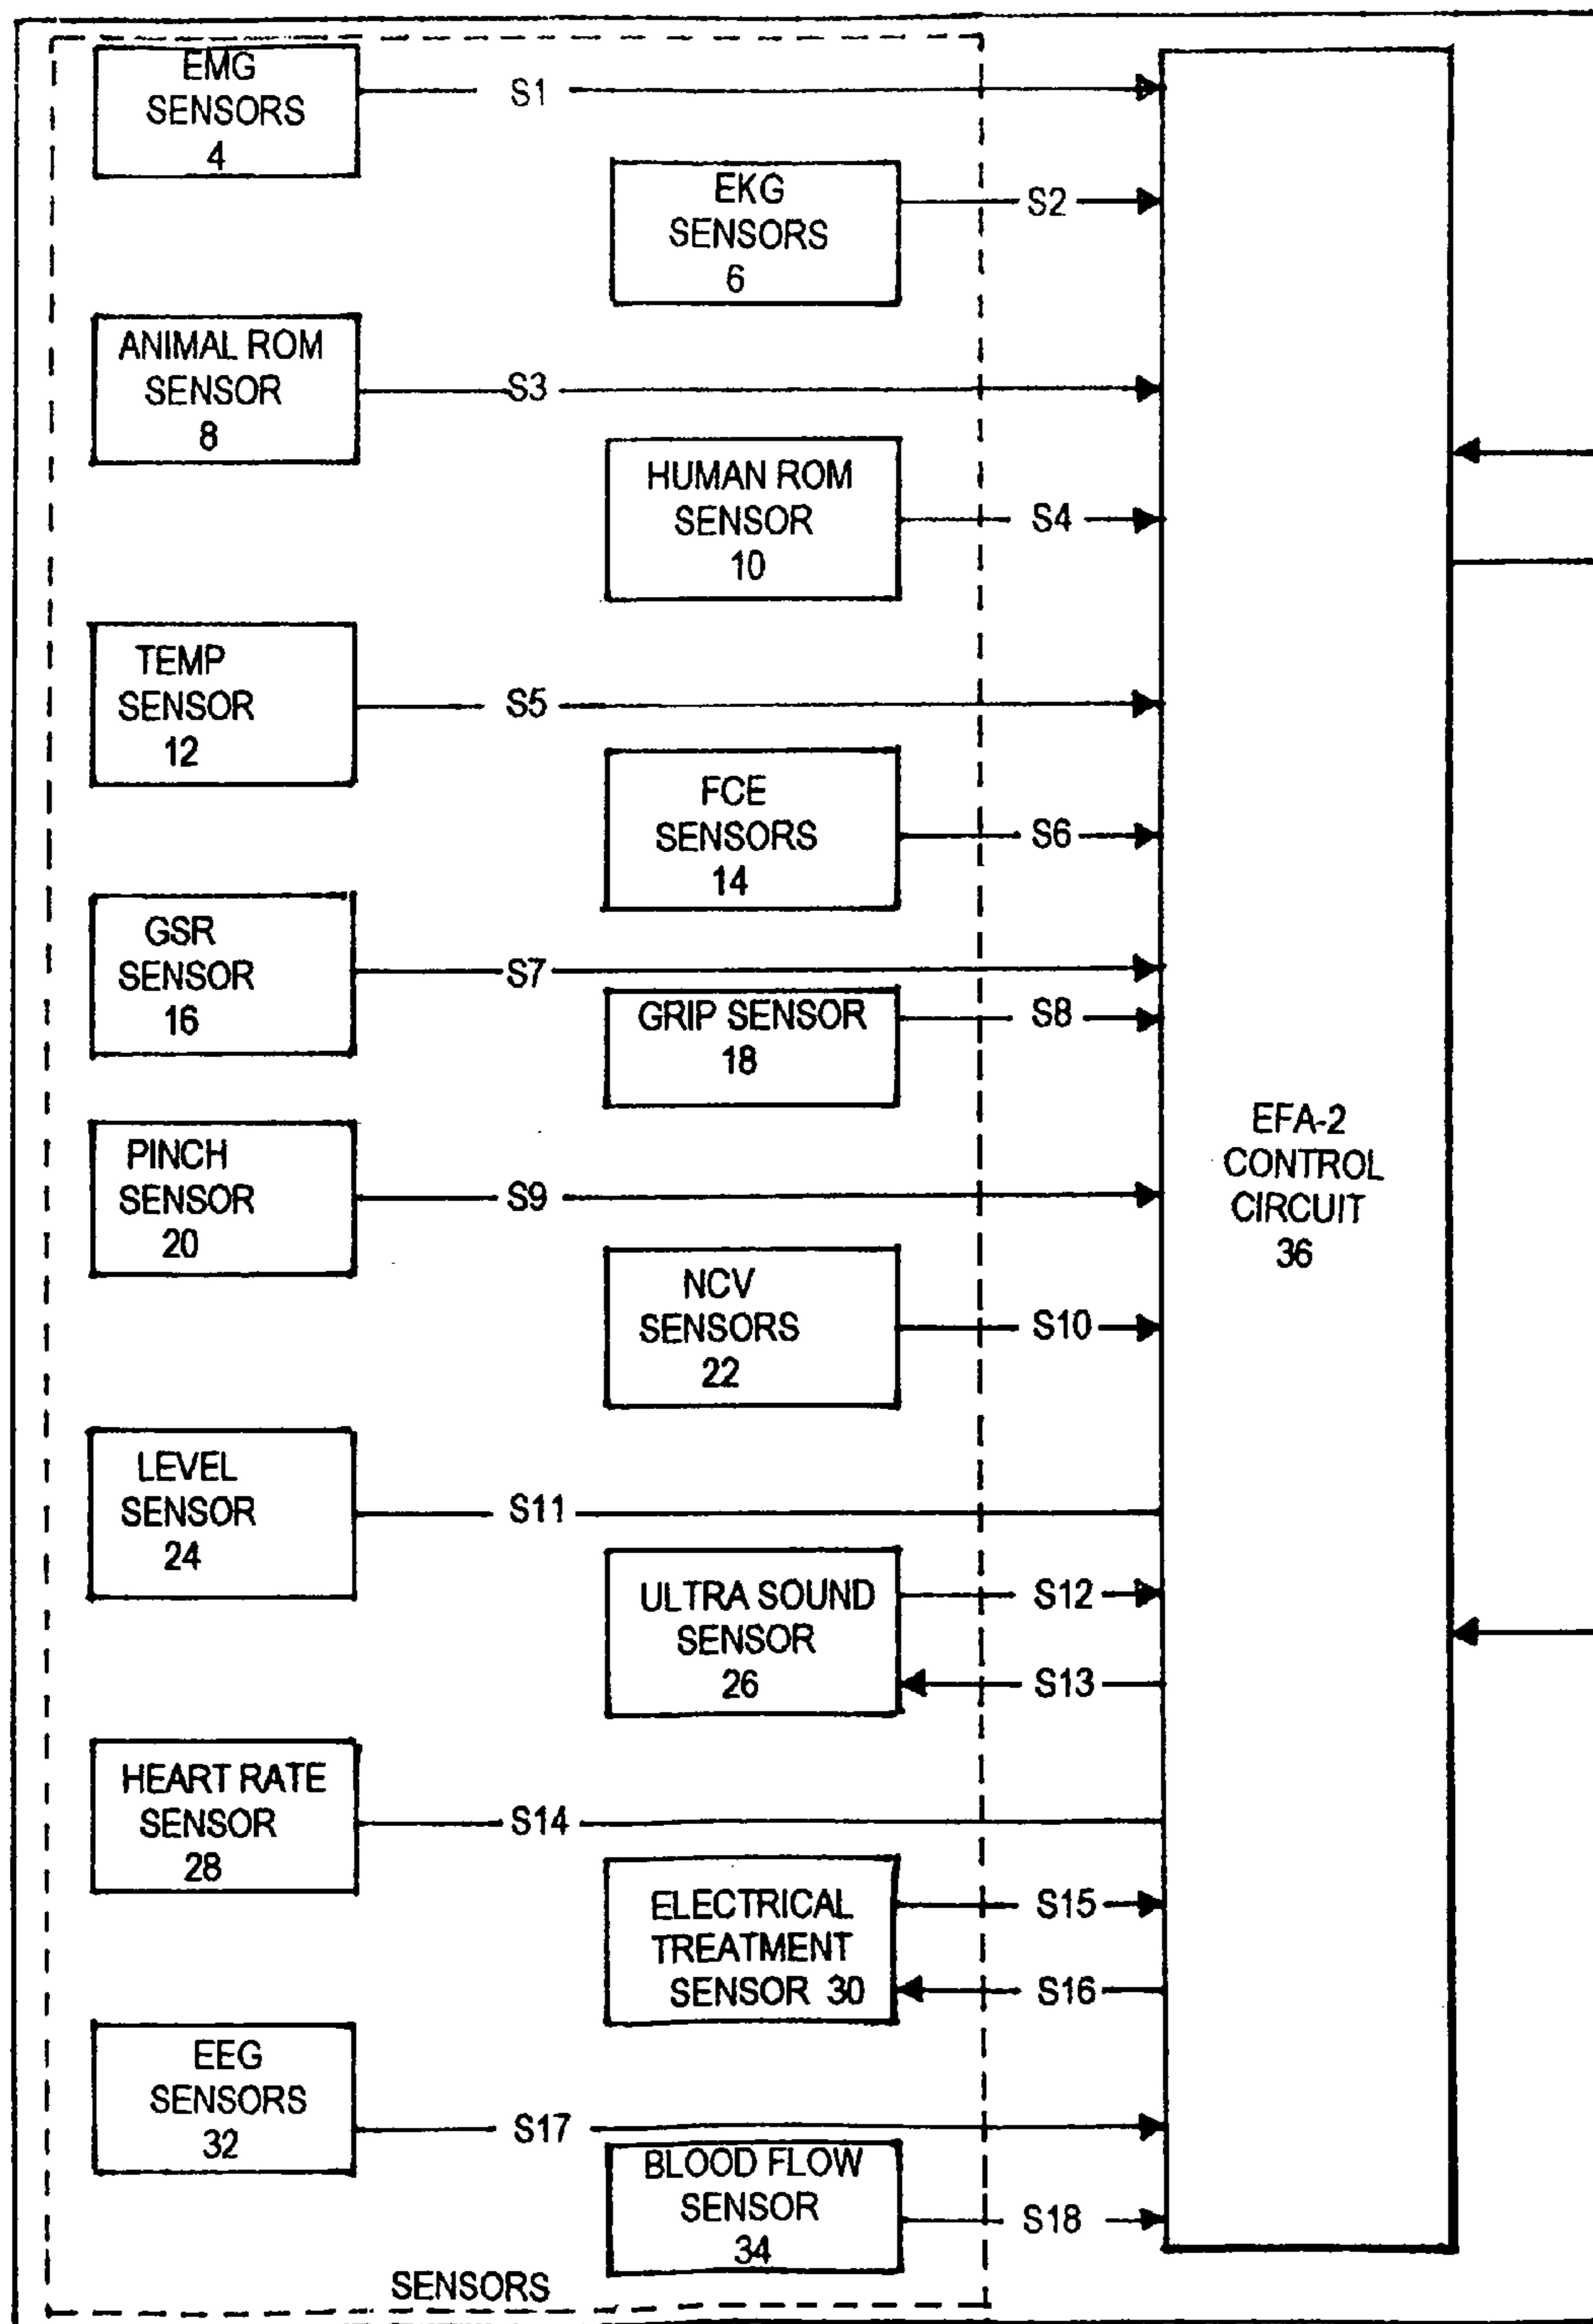 EMG
SENSORS
4
S1
EKG
SENSORS
6
S2
ANIMAL ROM
SENSOR
8
S3
HUMAN ROM
SENSOR
10
S4
TEMP
SENSOR
12
S5
FCE
SENSORS
14
S6
GSR
SENSOR
16
S7
GRIP SENSOR
18
S8
PINCH
SENSOR
20
S9
NCV
SENSORS
22
S10
LEVEL
SENSOR
24
S11
ULTRA SOUND
SENSOR
26
S12
S13
HEART RATE
SENSOR
28
S14
ELECTRICAL
TREATMENT
SENSOR 30
S15
S16
EEG
SENSORS
32
S17
BLOOD FLOW
SENSOR
34
S18
SENSORS
EFA-2
CONTROL
CIRCUIT
36